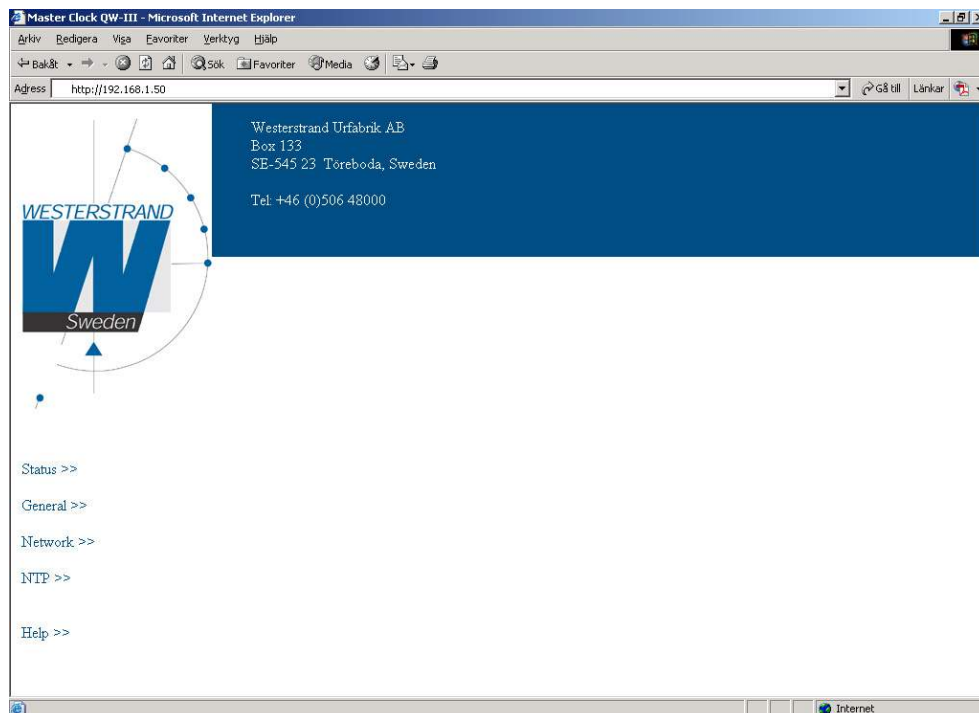 Master Clock QW-III - Microsoft Internet Explorer
Arkiv Redigera Visa Favoriter Verktyg Hjälp
Bakåt Sök Favoriter Media
Adress http://192.168.1.50 Gå till Länkar
Westerstrand Urfabrik AB
Box 133
SE-545 23 Töreboda, Sweden
Tel: +46 (0)506 48000
WESTERSTRAND
W
Sweden
Status >>
General >>
Network >>
NTP >>
Help >>
Internet